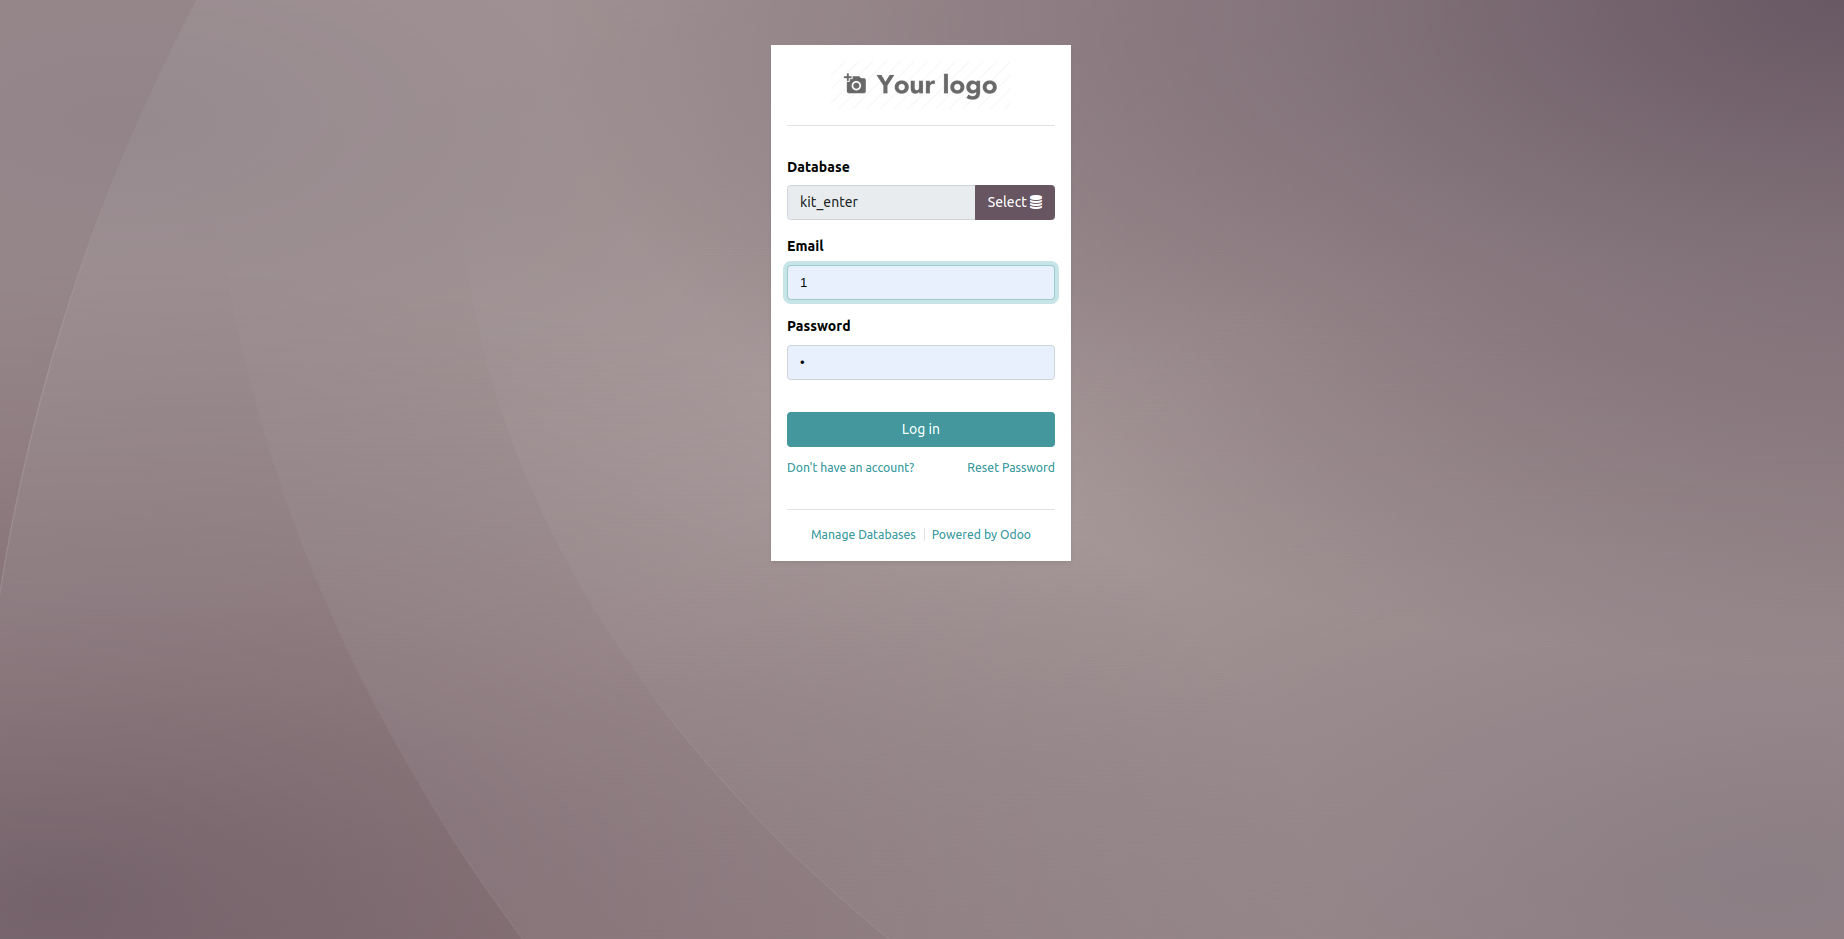 Your logo
Database
kit_enter Select
Email
1
Password
•
Log in
Don't have an account? Reset Password
Manage Databases Powered by Odoo